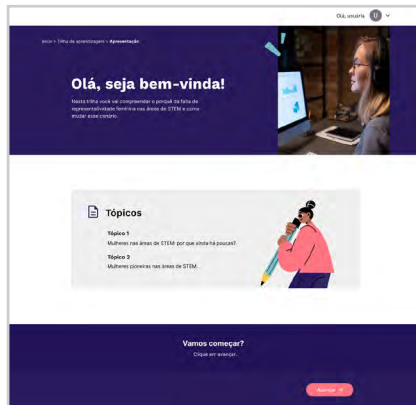 Olá, usuária U
Início > Trilha de aprendizagem > Apresentação
Olá, seja bem-vinda!
Nesta trilha você vai compreender o porquê da falta de
representatividade feminina nas áreas de STEM e como
mudar esse cenário.
Tópicos
Tópico 1
Mulheres nas áreas de STEM: por que ainda há poucas?
Tópico 2
Mulheres pioneiras nas áreas de STEM.
Vamos começar?
Clique em avançar.
Avançar